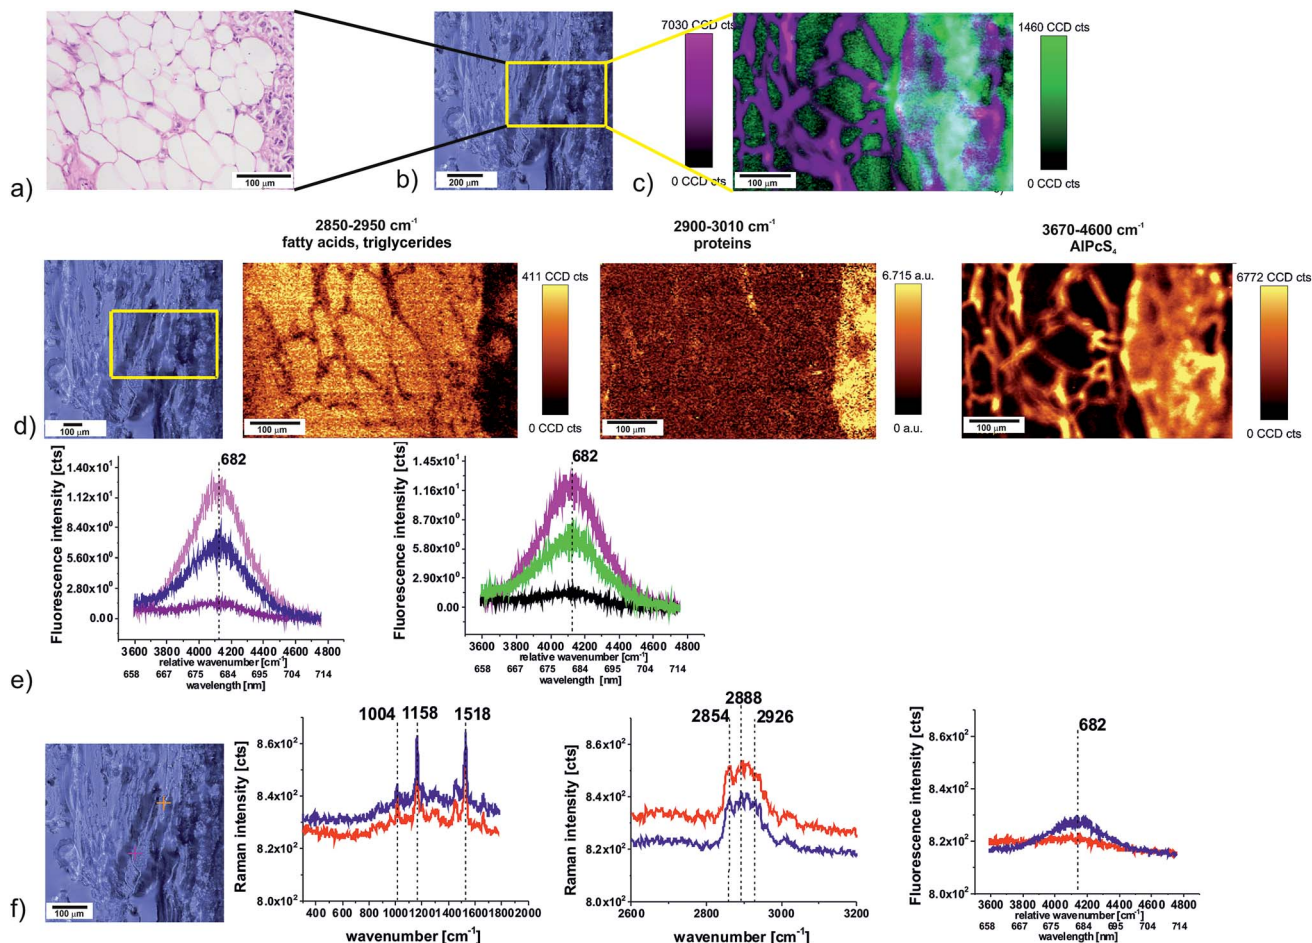 a)
100 µm
b)
200 µm
7030 CCD cts
0 CCD cts
c)
100 µm
1460 CCD cts
0 CCD cts
d)
100 µm
2850-2950 cm⁻¹
fatty acids, triglycerides
100 µm
411 CCD cts
0 CCD cts
2900-3010 cm⁻¹
proteins
100 µm
6.715 a.u.
0 a.u.
3670-4600 cm⁻¹
AlPcS₄
100 µm
6772 CCD cts
0 CCD cts
e)
Fluorescence intensity [cts]
1.40x10¹
1.12x10¹
8.40x10⁰
5.60x10⁰
2.80x10⁰
0.00
682
3600 3800 4000 4200 4400 4600 4800
relative wavenumber [cm⁻¹]
658 667 675 684 695 704 714
wavelength [nm]
Fluorescence intensity [cts]
1.45x10¹
1.16x10¹
8.70x10⁰
5.80x10⁰
2.90x10⁰
0.00
682
3600 3800 4000 4200 4400 4600 4800
relative wavenumber [cm⁻¹]
658 667 675 684 695 704 714
wavelength [nm]
f)
100 µm
Raman intensity [cts]
8.6x10²
8.4x10²
8.2x10²
8.0x10²
1004 1158 1518
300 600 900 1200 1500 1800 2000
wavenumber [cm⁻¹]
Raman intensity [cts]
8.6x10²
8.4x10²
8.2x10²
8.0x10²
2888
2854 2926
2600 2800 3000 3200
wavenumber [cm⁻¹]
Fluorescence intensity [cts]
8.6x10²
8.4x10²
8.2x10²
8.0x10²
682
3600 3800 4000 4200 4400 4600 4800
relative wavenumber [cm⁻¹]
658 667 675 684 695 704 714
wavelength [nm]